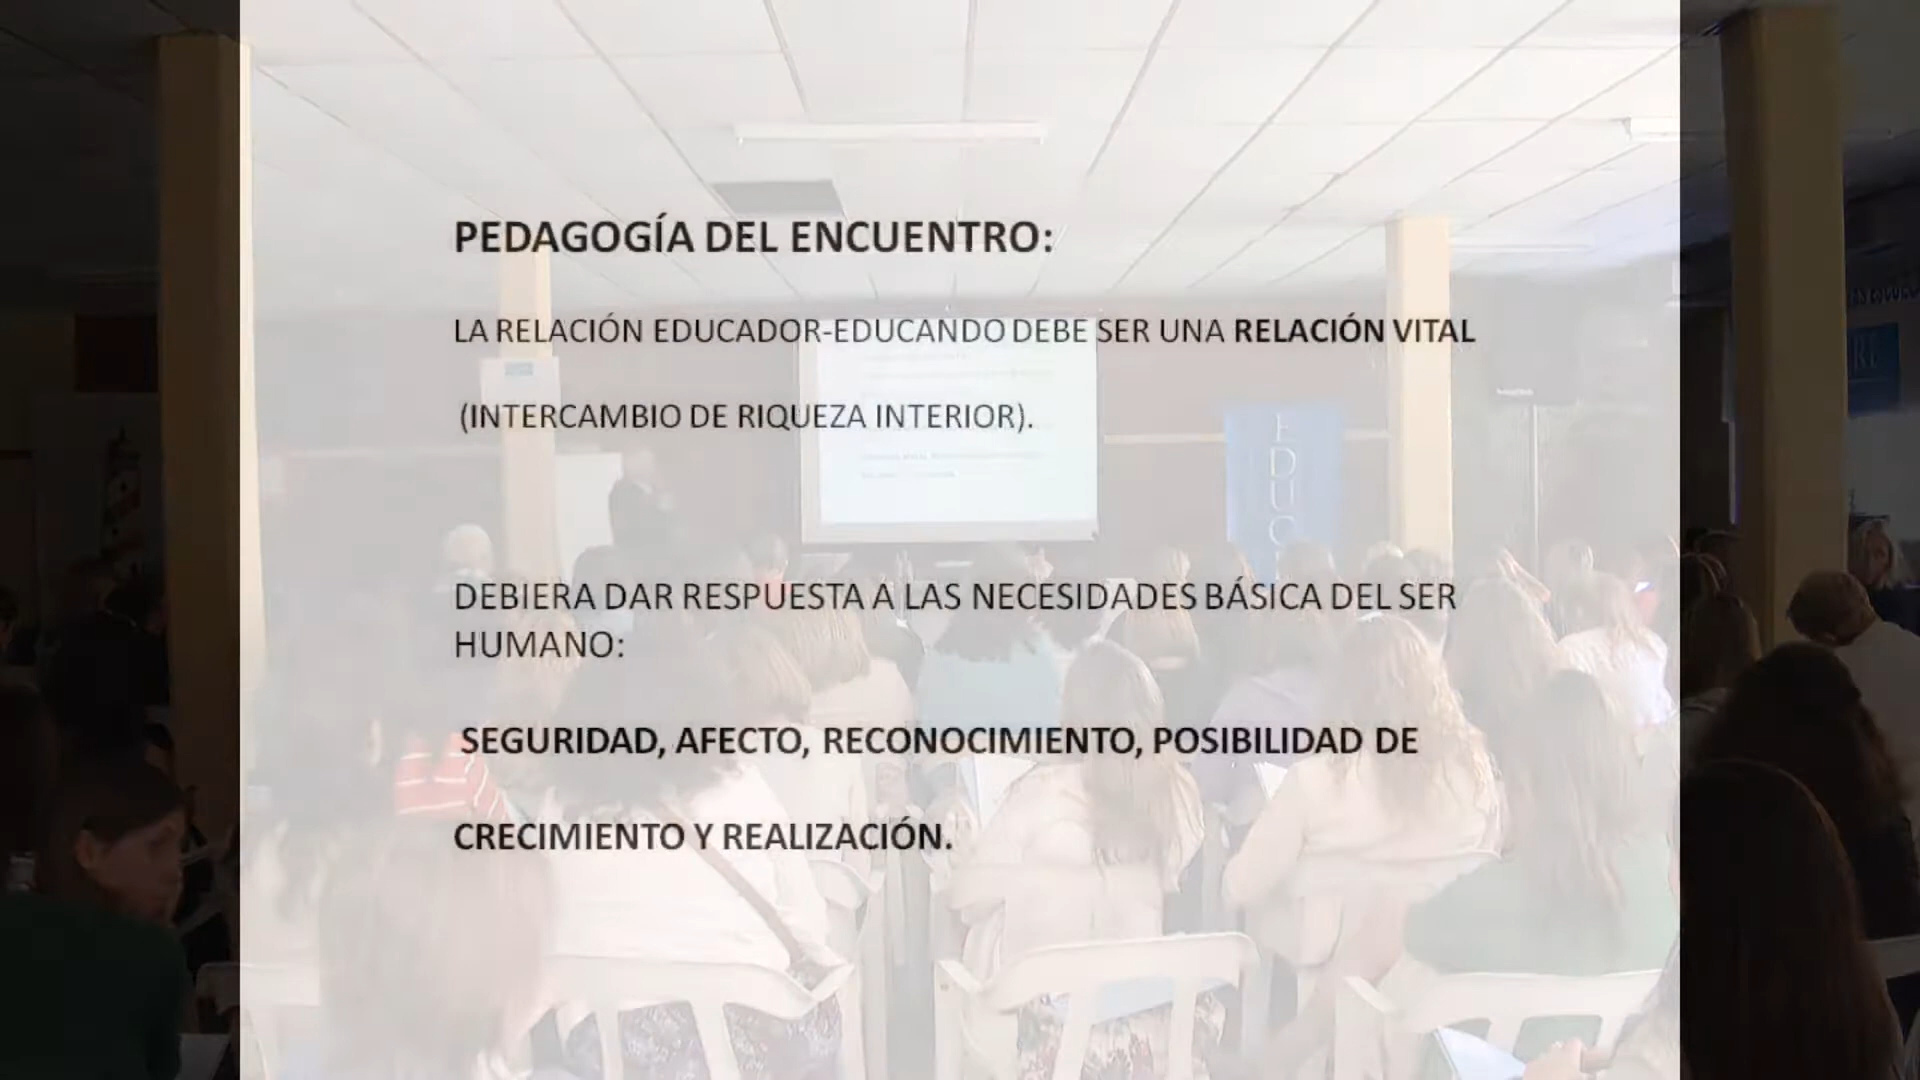 PEDAGOGÍA DEL ENCUENTRO:
LA RELACIÓN EDUCADOR-EDUCANDO DEBE SER UNA RELACIÓN VITAL
(INTERCAMBIO DE RIQUEZA INTERIOR).
DEBIERA DAR RESPUESTA A LAS NECESIDADES BÁSICA DEL SER
HUMANO:
SEGURIDAD, AFECTO, RECONOCIMIENTO, POSIBILIDAD DE
CRECIMIENTO Y REALIZACIÓN.
EDUC